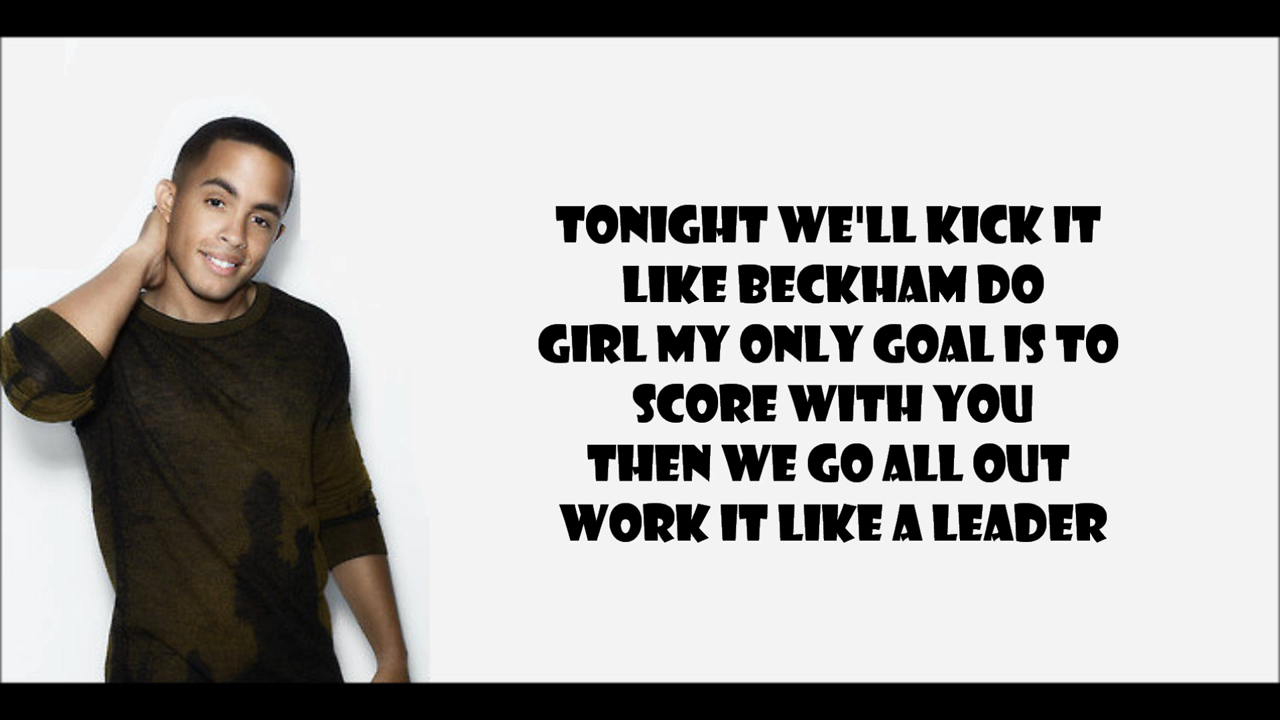 TONIGHT WE'LL KICK IT
LIKE BECKHAM DO
GIRL MY ONLY GOAL IS TO
SCORE WITH YOU
THEN WE GO ALL OUT
WORK IT LIKE A LEADER